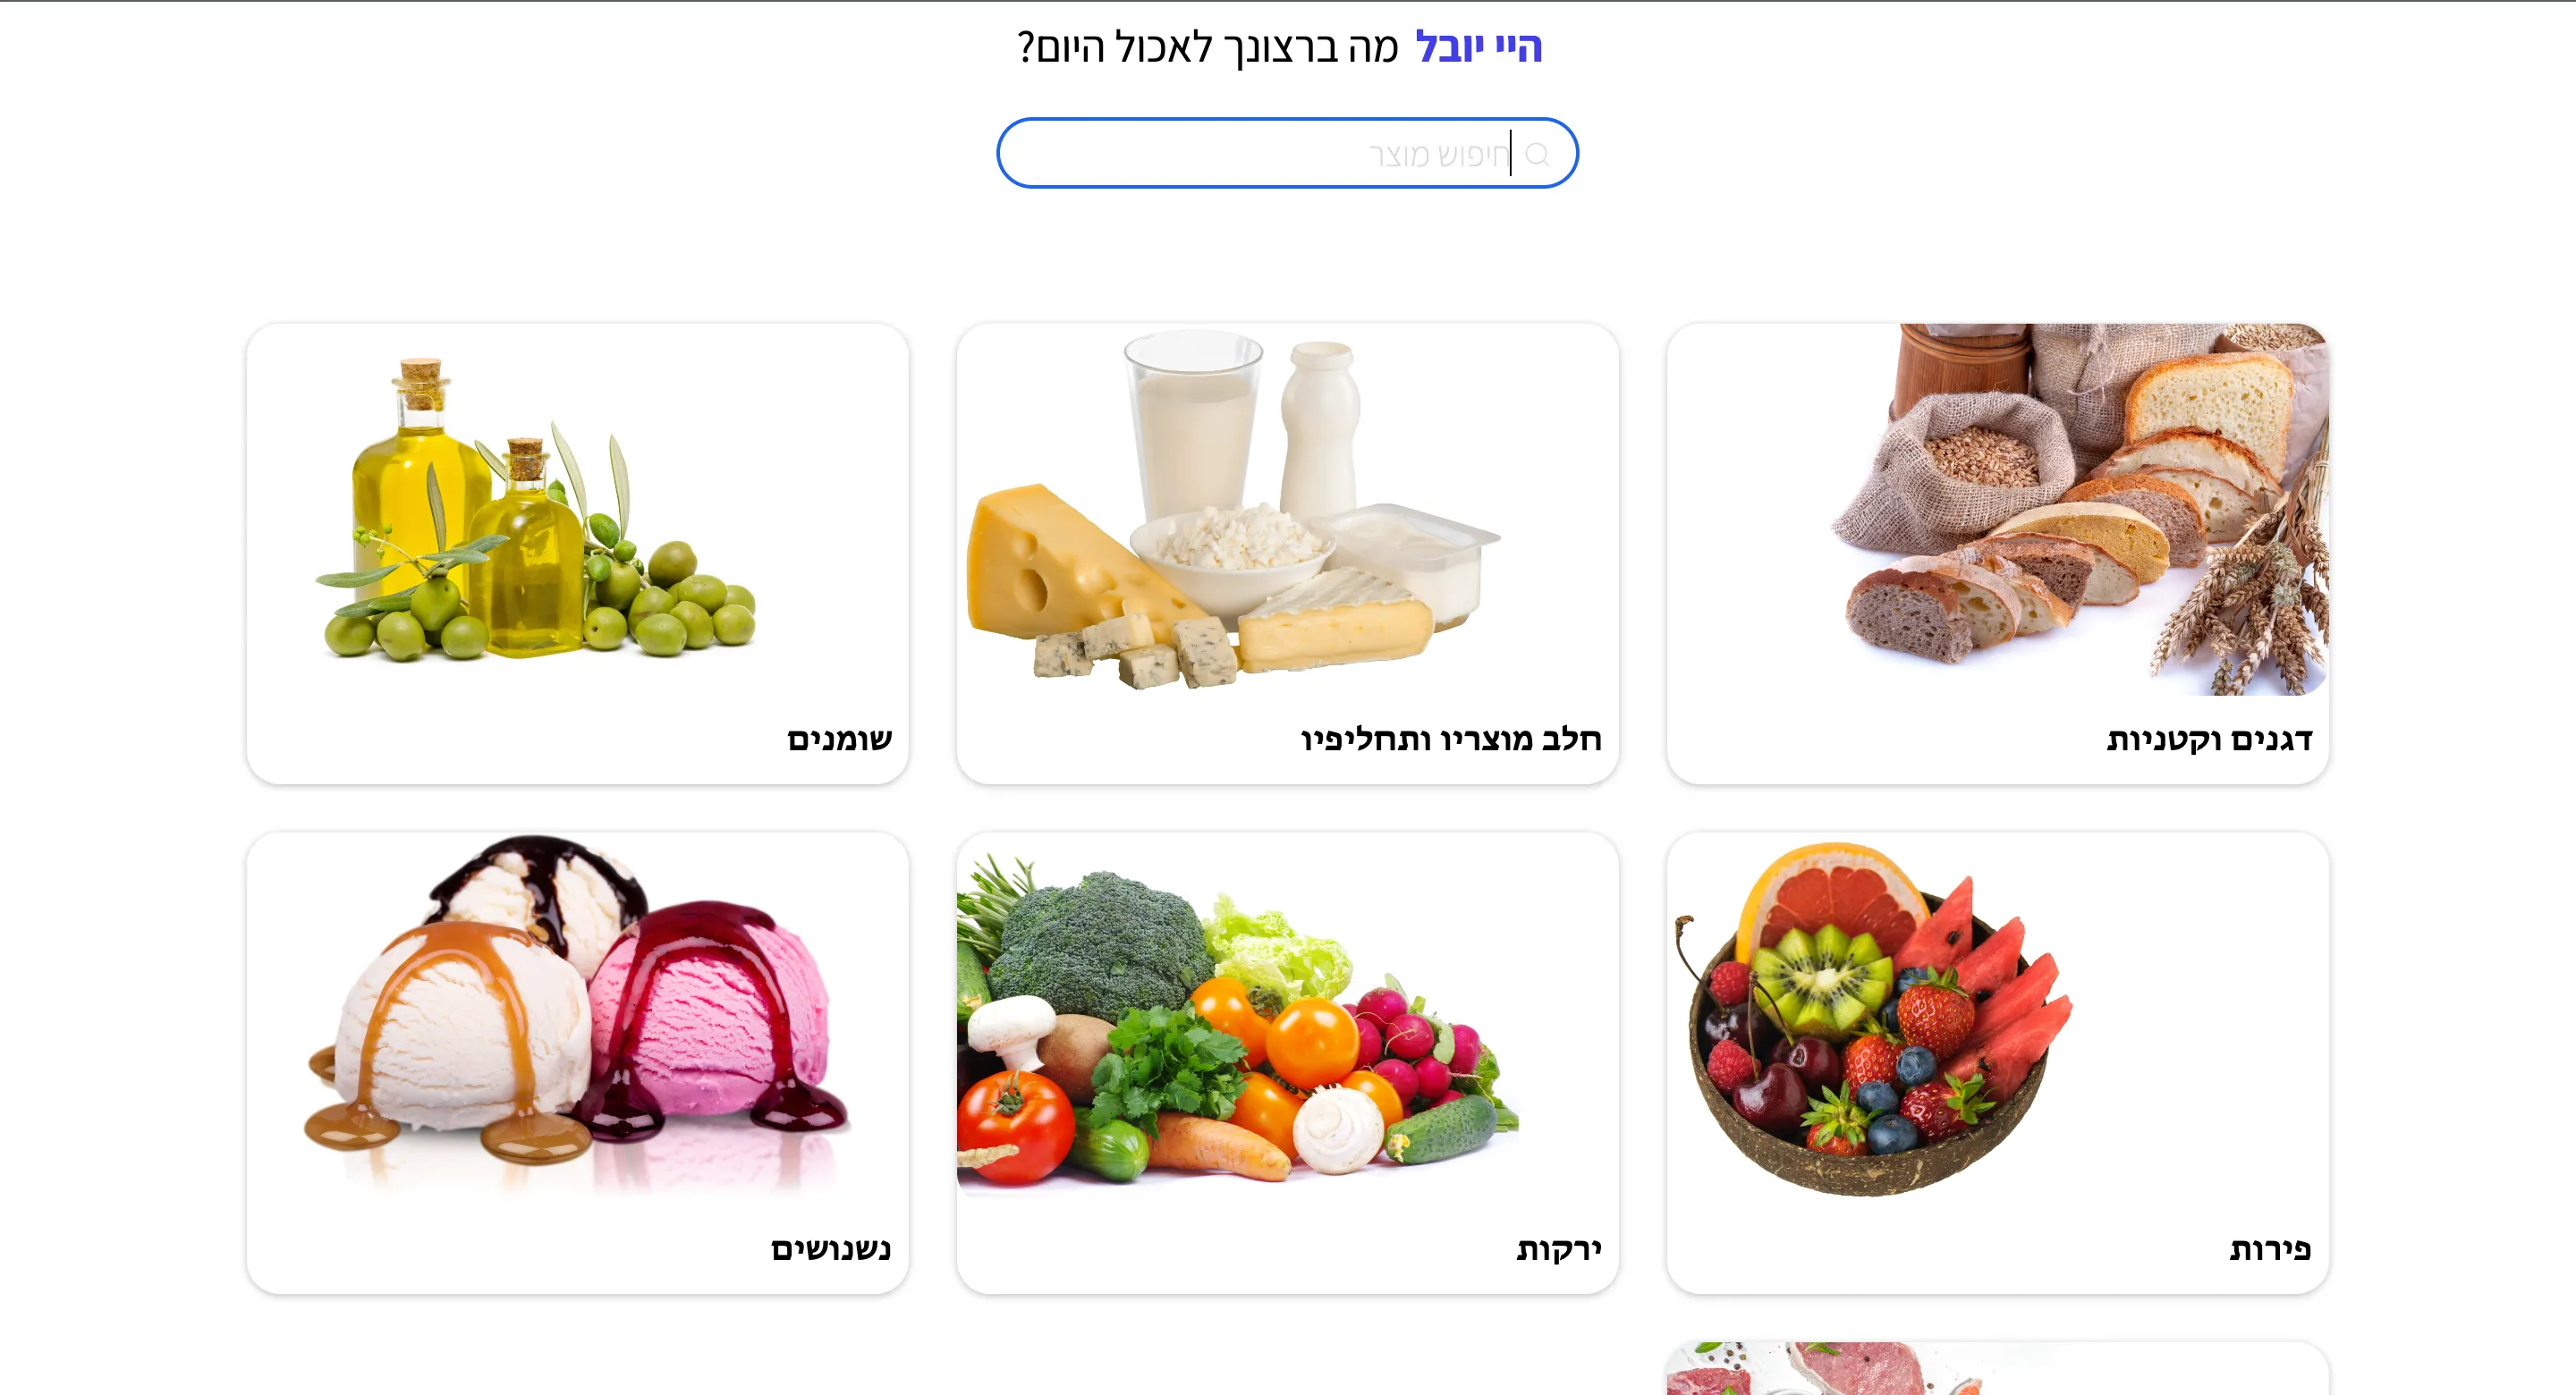 היי יובל מה ברצונך לאכול היום?
חיפוש מוצר
דגנים וקטניות
חלב מוצריו ותחליפיו
שומנים
פירות
ירקות
נשנושים